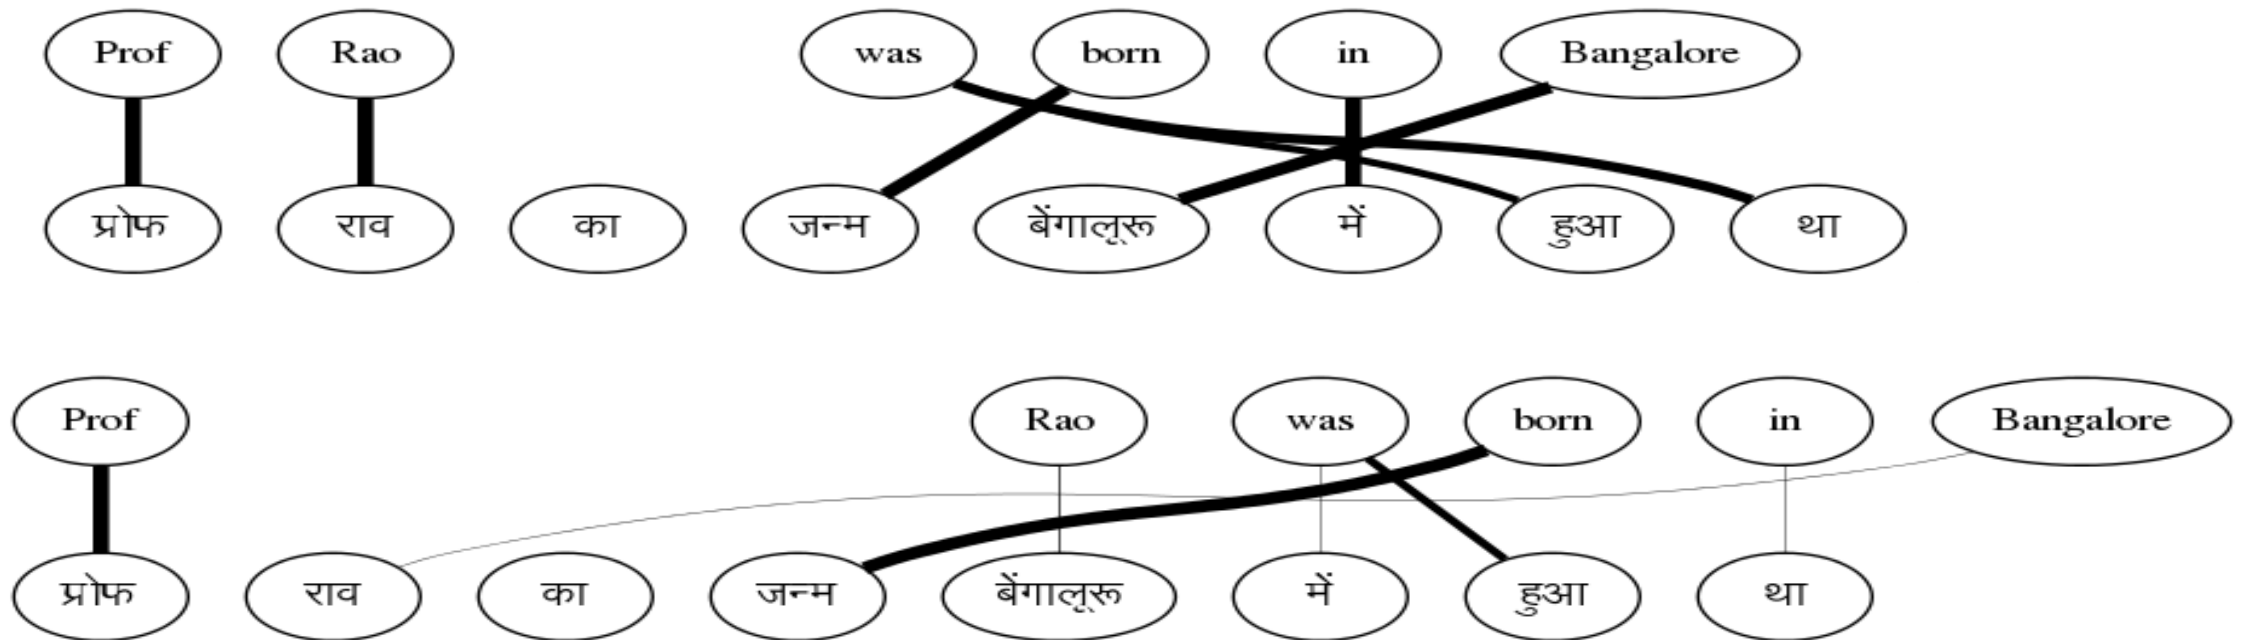 Prof Rao was born in Bangalore
प्रोफ राव का जन्म बेंगालूरू में हुआ था
Prof Rao was born in Bangalore
प्रोफ राव का जन्म बेंगालूरू में हुआ था